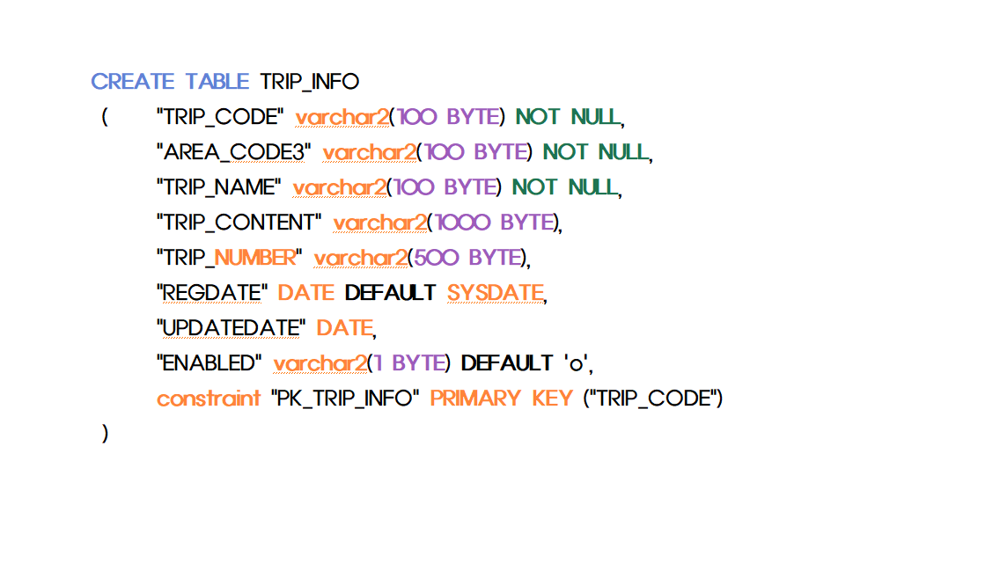 CREATE TABLE TRIP_INFO
( "TRIP_CODE" varchar2(100 BYTE) NOT NULL,
"AREA_CODE3" varchar2(100 BYTE) NOT NULL,
"TRIP_NAME" varchar2(100 BYTE) NOT NULL,
"TRIP_CONTENT" varchar2(1000 BYTE),
"TRIP_NUMBER" varchar2(500 BYTE),
"REGDATE" DATE DEFAULT SYSDATE,
"UPDATEDATE" DATE,
"ENABLED" varchar2(1 BYTE) DEFAULT 'o',
constraint "PK_TRIP_INFO" PRIMARY KEY ("TRIP_CODE")
)